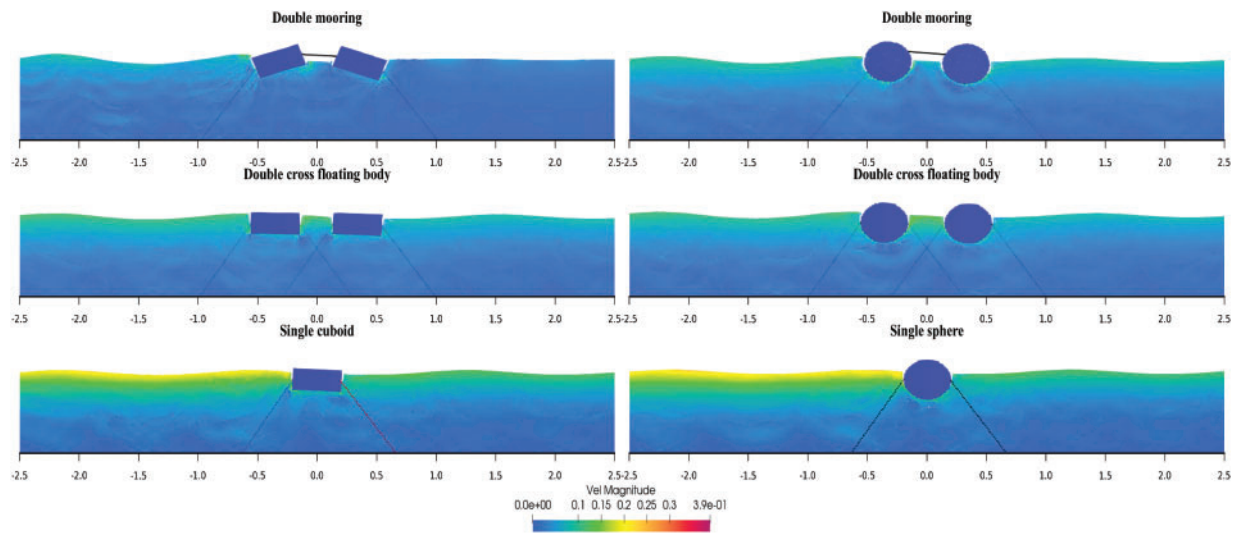 Double mooring Double mooring
-2.5 -2.0 -1.5 -1.0 -0.5 0.0 0.5 1.0 1.5 2.0 2.5 -2.5 -2.0 -1.5 -1.0 -0.5 0.0 0.5 1.0 1.5 2.0 2.5
Double cross floating body Double cross floating body
-2.5 -2.0 -1.5 -1.0 -0.5 0.0 0.5 1.0 1.5 2.0 2.5 -2.5 -2.0 -1.5 -1.0 -0.5 0.0 0.5 1.0 1.5 2.0 2.5
Single cuboid Single sphere
-2.5 -2.0 -1.5 -1.0 -0.5 0.0 0.5 1.0 1.5 2.0 2.5 -2.5 -2.0 -1.5 -1.0 -0.5 0.0 0.5 1.0 1.5 2.0 2.5
Vel Magnitude
0.0e+00 0.1 0.15 0.2 0.25 0.3 3.9e-01